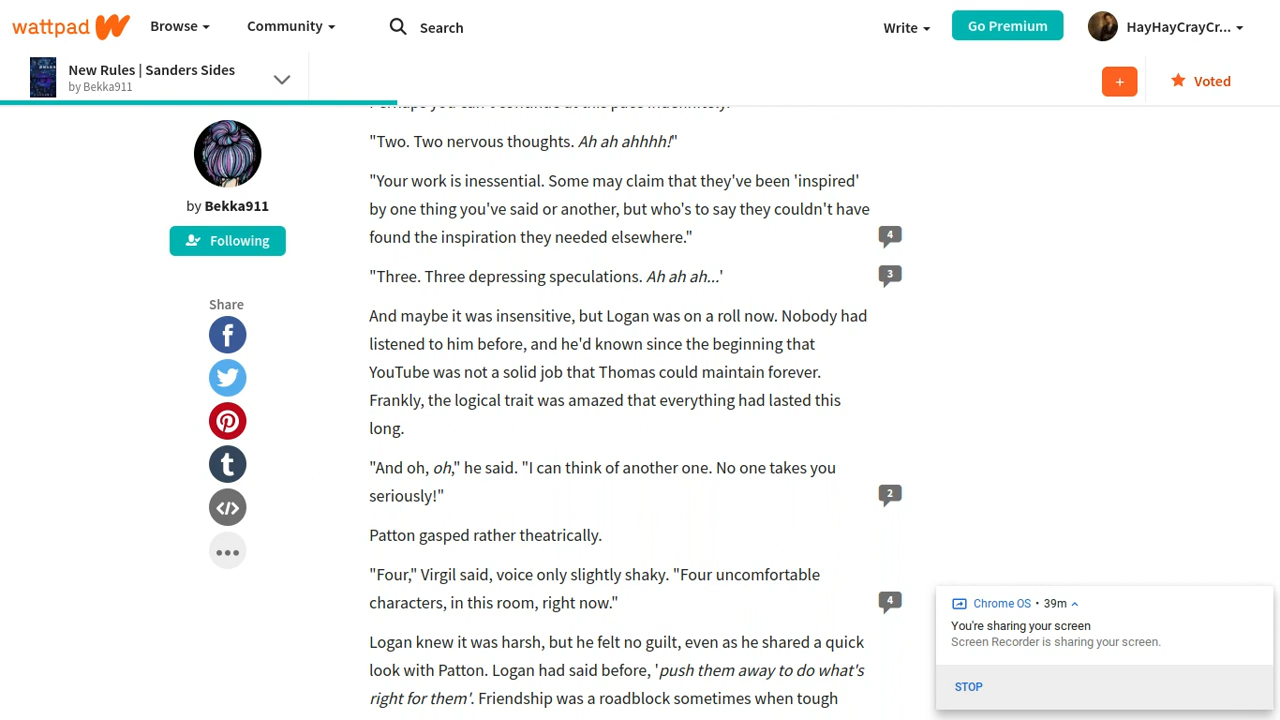 wattpad
Browse
Community
Search
Write
Go Premium
HayHayCrayCr...
New Rules | Sanders Sides
by Bekka911
+
Voted
Perhaps you can't continue at this pace indefinitely.
"Two. Two nervous thoughts. Ah ah ahhhh!"
"Your work is inessential. Some may claim that they've been 'inspired'
by one thing you've said or another, but who's to say they couldn't have
found the inspiration they needed elsewhere."
4
"Three. Three depressing speculations. Ah ah ah...'
3
And maybe it was insensitive, but Logan was on a roll now. Nobody had
listened to him before, and he'd known since the beginning that
YouTube was not a solid job that Thomas could maintain forever.
Frankly, the logical trait was amazed that everything had lasted this
long.
"And oh, oh," he said. "I can think of another one. No one takes you
seriously!"
2
Patton gasped rather theatrically.
"Four," Virgil said, voice only slightly shaky. "Four uncomfortable
characters, in this room, right now."
4
Logan knew it was harsh, but he felt no guilt, even as he shared a quick
look with Patton. Logan had said before, 'push them away to do what's
right for them'. Friendship was a roadblock sometimes when tough
by Bekka911
Following
Share
Chrome OS • 39m
You're sharing your screen
Screen Recorder is sharing your screen.
STOP